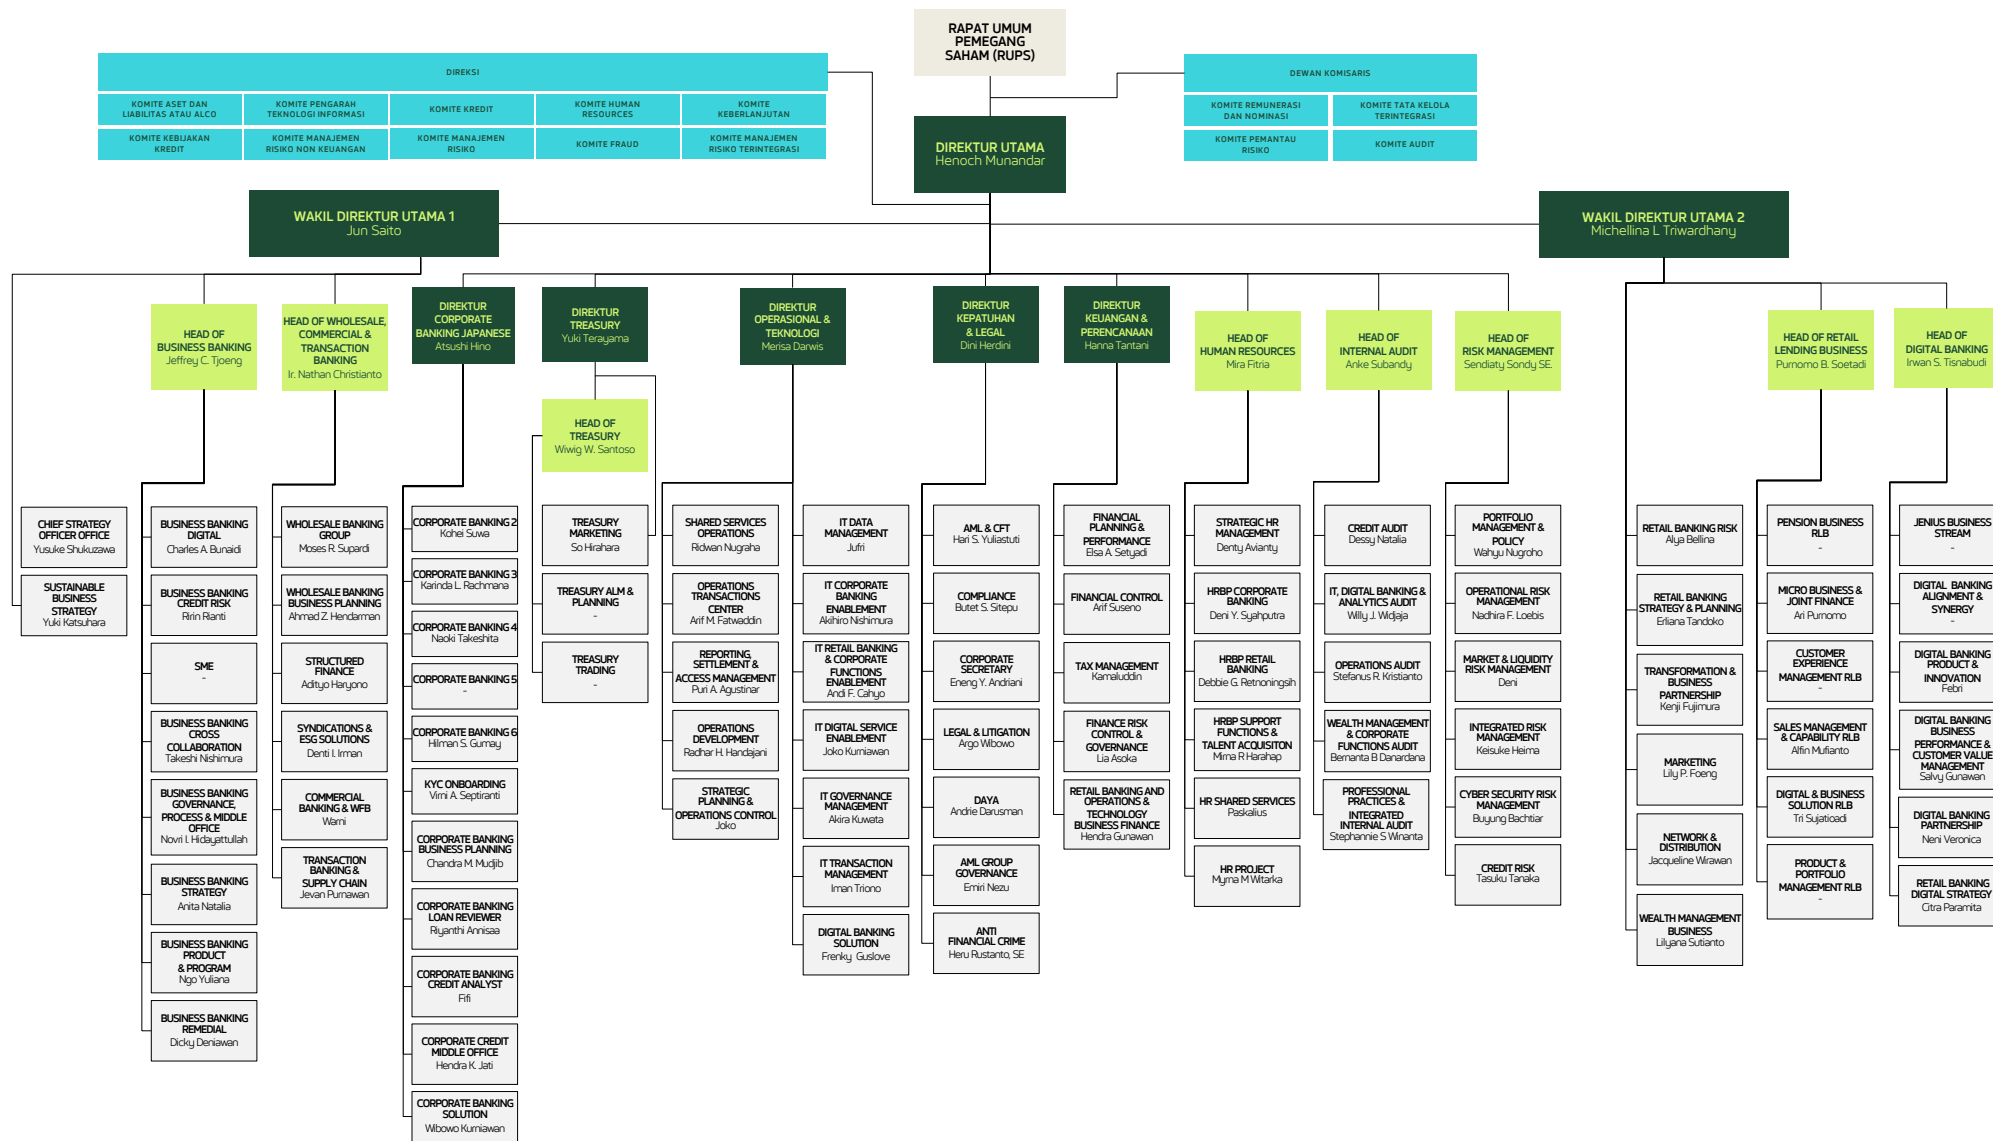 RAPAT UMUM
PEMEGANG
SAHAM (RUPS)
DIREKSI
KOMITE ASET DAN
LIABILITAS ATAU ALCO
KOMITE PENGARAH
TEKNOLOGI INFORMASI
KOMITE KREDIT
KOMITE HUMAN
RESOURCES
KOMITE
KEBERLANJUTAN
KOMITE KEBIJAKAN
KREDIT
KOMITE MANAJEMEN
RISIKO NON KEUANGAN
KOMITE MANAJEMEN
RISIKO
KOMITE FRAUD
KOMITE MANAJEMEN
RISIKO TERINTEGRASI
DEWAN KOMISARIS
KOMITE REMUNERASI
DAN NOMINASI
KOMITE TATA KELOLA
TERINTEGRASI
KOMITE PEMANTAU
RISIKO
KOMITE AUDIT
DIREKTUR UTAMA
Henoch Munandar
WAKIL DIREKTUR UTAMA 1
Jun Saito
WAKIL DIREKTUR UTAMA 2
Michellina L Triwardhany
HEAD OF
BUSINESS BANKING
Jeffrey C. Tjoeng
HEAD OF WHOLESALE,
COMMERCIAL &
TRANSACTION
BANKING
Ir. Nathan Christianto
DIREKTUR
CORPORATE
BANKING JAPANESE
Atsushi Hino
DIREKTUR
TREASURY
Yuki Terayama
HEAD OF
TREASURY
Wiwig W. Santoso
DIREKTUR
OPERASIONAL &
TEKNOLOGI
Merisa Darwis
DIREKTUR
KEPATUHAN
& LEGAL
Dini Herdini
DIREKTUR
KEUANGAN &
PERENCANAAN
Hanna Tantani
HEAD OF
HUMAN RESOURCES
Mira Fitria
HEAD OF
INTERNAL AUDIT
Anke Subandy
HEAD OF
RISK MANAGEMENT
Sendiaty Sondy SE.
HEAD OF RETAIL
LENDING BUSINESS
Purnomo B. Soetadi
HEAD OF
DIGITAL BANKING
Irwan S. Tisnabudi
CHIEF STRATEGY
OFFICER OFFICE
Yusuke Shukuzawa
SUSTAINABLE
BUSINESS
STRATEGY
Yuki Katsuhara
BUSINESS BANKING
DIGITAL
Charles A. Bunaidi
BUSINESS BANKING
CREDIT RISK
Ririn Rianti
SME
-
BUSINESS BANKING
CROSS
COLLABORATION
Takeshi Nishimura
BUSINESS BANKING
GOVERNANCE,
PROCESS & MIDDLE
OFFICE
Novri I. Hidayattullah
BUSINESS BANKING
STRATEGY
Anita Natalia
BUSINESS BANKING
PRODUCT
& PROGRAM
Ngo Yuliana
BUSINESS BANKING
REMEDIAL
Dicky Deniawan
WHOLESALE BANKING
GROUP
Moses R. Supardi
WHOLESALE BANKING
BUSINESS PLANNING
Ahmad Z. Hendarman
STRUCTURED
FINANCE
Adityo Haryono
SYNDICATIONS &
ESG SOLUTIONS
Denti I. Irman
COMMERCIAL
BANKING & WFB
Warni
TRANSACTION
BANKING &
SUPPLY CHAIN
Jevan Purnawan
CORPORATE BANKING 2
Kohei Suwa
CORPORATE BANKING 3
Karinda L. Rachmana
CORPORATE BANKING 4
Naoki Takeshita
CORPORATE BANKING 5
-
CORPORATE BANKING 6
Hilman S. Gumay
KYC ONBOARDING
Virni A. Septiranti
CORPORATE BANKING
BUSINESS PLANNING
Chandra M. Mudjib
CORPORATE BANKING
LOAN REVIEWER
Riyanthi Annisaa
CORPORATE BANKING
CREDIT ANALYST
Fifi
CORPORATE CREDIT
MIDDLE OFFICE
Hendra K. Jati
CORPORATE BANKING
SOLUTION
Wibowo Kurniawan
TREASURY
MARKETING
So Hirahara
TREASURY ALM &
PLANNING
-
TREASURY
TRADING
-
SHARED SERVICES
OPERATIONS
Ridwan Nugraha
OPERATIONS
TRANSACTIONS
CENTER
Arif M. Fatwaddin
REPORTING,
SETTLEMENT &
ACCESS MANAGEMENT
Puri A. Agustinar
OPERATIONS
DEVELOPMENT
Radhar H. Handajani
STRATEGIC
PLANNING &
OPERATIONS CONTROL
Joko
IT DATA
MANAGEMENT
Jufri
IT CORPORATE
BANKING
ENABLEMENT
Akihiro Nishimura
IT RETAIL BANKING
& CORPORATE
FUNCTIONS
ENABLEMENT
Andi F. Cahyo
IT DIGITAL SERVICE
ENABLEMENT
Joko Kurniawan
IT GOVERNANCE
MANAGEMENT
Akira Kuwata
IT TRANSACTION
MANAGEMENT
Iman Triono
DIGITAL BANKING
SOLUTION
Frenky Guslove
AML & CFT
Hari S. Yuliastuti
COMPLIANCE
Butet S. Sitepu
CORPORATE
SECRETARY
Eneng Y. Andriani
LEGAL & LITIGATION
Argo Wibowo
DAYA
Andrie Darusman
AML GROUP
GOVERNANCE
Emiri Nezu
ANTI
FINANCIAL CRIME
Heru Rustanto, SE
FINANCIAL
PLANNING &
PERFORMANCE
Elsa A. Setyadi
FINANCIAL CONTROL
Arif Suseno
TAX MANAGEMENT
Kamaluddin
FINANCE RISK
CONTROL &
GOVERNANCE
Lia Asoka
RETAIL BANKING AND
OPERATIONS &
TECHNOLOGY
BUSINESS FINANCE
Hendra Gunawan
STRATEGIC HR
MANAGEMENT
Denty Avianty
HRBP CORPORATE
BANKING
Deni Y. Syahputra
HRBP RETAIL
BANKING
Debbie G. Retnoningsih
HRBP SUPPORT
FUNCTIONS &
TALENT ACQUISITON
Mirna R Harahap
HR SHARED SERVICES
Paskalius
HR PROJECT
Myrna M Witarka
CREDIT AUDIT
Dessy Natalia
IT, DIGITAL BANKING &
ANALYTICS AUDIT
Willy J. Widjaja
OPERATIONS AUDIT
Stefanus R. Kristianto
WEALTH MANAGEMENT
& CORPORATE
FUNCTIONS AUDIT
Bernanta B Danardana
PROFESSIONAL
PRACTICES &
INTEGRATED
INTERNAL AUDIT
Stephannie S Winanta
PORTFOLIO
MANAGEMENT &
POLICY
Wahyu Nugroho
OPERATIONAL RISK
MANAGEMENT
Nadhira F. Loebis
MARKET & LIQUIDITY
RISK MANAGEMENT
Deni
INTEGRATED RISK
MANAGEMENT
Keisuke Heima
CYBER SECURITY RISK
MANAGEMENT
Buyung Bachtiar
CREDIT RISK
Tasuku Tanaka
RETAIL BANKING RISK
Alya Bellina
RETAIL BANKING
STRATEGY & PLANNING
Erliana Tandoko
TRANSFORMATION &
BUSINESS
PARTNERSHIP
Kenji Fujimura
MARKETING
Lily P. Foeng
NETWORK &
DISTRIBUTION
Jacqueline Wirawan
WEALTH MANAGEMENT
BUSINESS
Lilyana Sutianto
PENSION BUSINESS
RLB
-
MICRO BUSINESS &
JOINT FINANCE
Ari Purnomo
CUSTOMER
EXPERIENCE
MANAGEMENT RLB
-
SALES MANAGEMENT
& CAPABILITY RLB
Alfin Mufianto
DIGITAL & BUSINESS
SOLUTION RLB
Tri Sujatioadi
PRODUCT &
PORTFOLIO
MANAGEMENT RLB
-
JENIUS BUSINESS
STREAM
-
DIGITAL BANKING
ALIGNMENT &
SYNERGY
-
DIGITAL BANKING
PRODUCT &
INNOVATION
Febri
DIGITAL BANKING
BUSINESS
PERFORMANCE &
CUSTOMER VALUE
MANAGEMENT
Salvy Gunawan
DIGITAL BANKING
PARTNERSHIP
Neni Veronica
RETAIL BANKING
DIGITAL STRATEGY
Citra Paramita